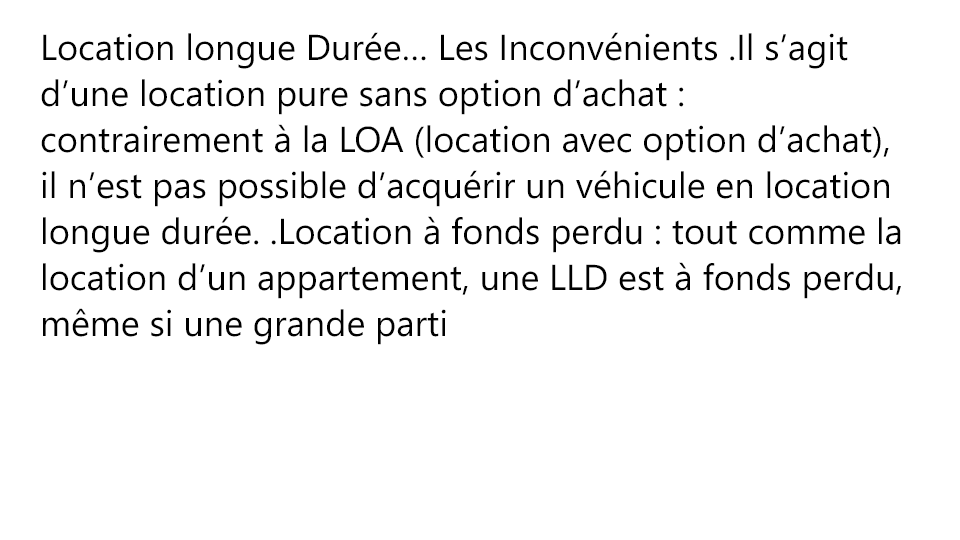 Location longue Durée… Les Inconvénients .Il s’agit
d’une location pure sans option d’achat :
contrairement à la LOA (location avec option d’achat),
il n’est pas possible d’acquérir un véhicule en location
longue durée. .Location à fonds perdu : tout comme la
location d’un appartement, une LLD est à fonds perdu,
même si une grande parti